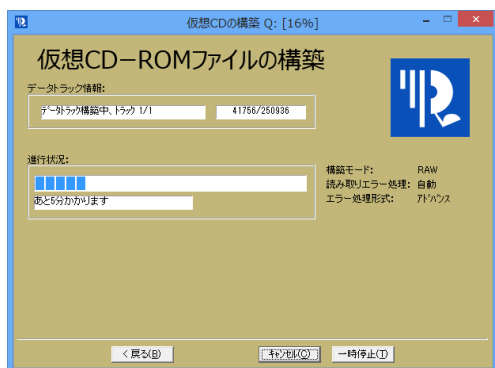 仮想CDの構築 Q: [16%]
仮想CD－ROMファイルの構築
データトラック情報:
データトラック構築中、トラック 1/1
41756/250936
進行状況:
あと5分かかります
構築モード: RAW
読み取りエラー処理: 自動
エラー処理形式: アドバンス
< 戻る(B)
キャンセル(C)
一時停止(T)